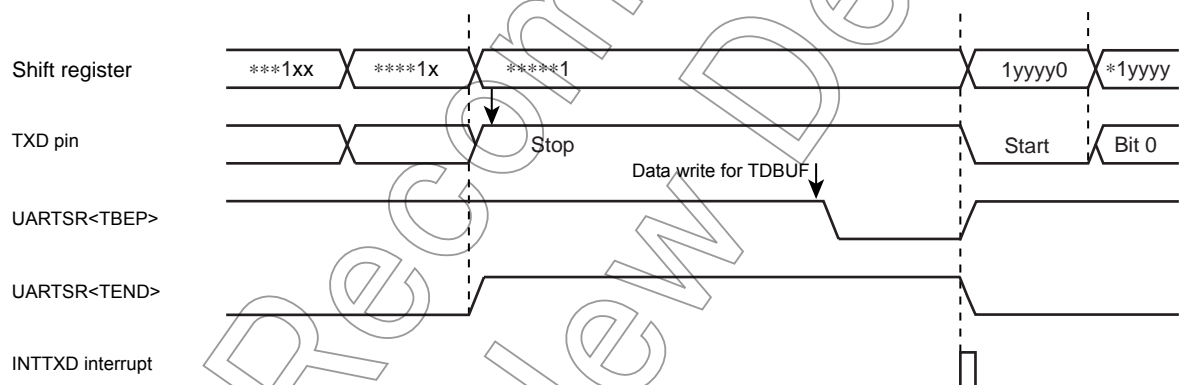 Shift register ***1xx ****1x *****1 1yyyy0 *1yyyy
TXD pin Stop Start Bit 0
Data write for TDBUF
UARTSR<TBEP>
UARTSR<TEND>
INTTXD interrupt